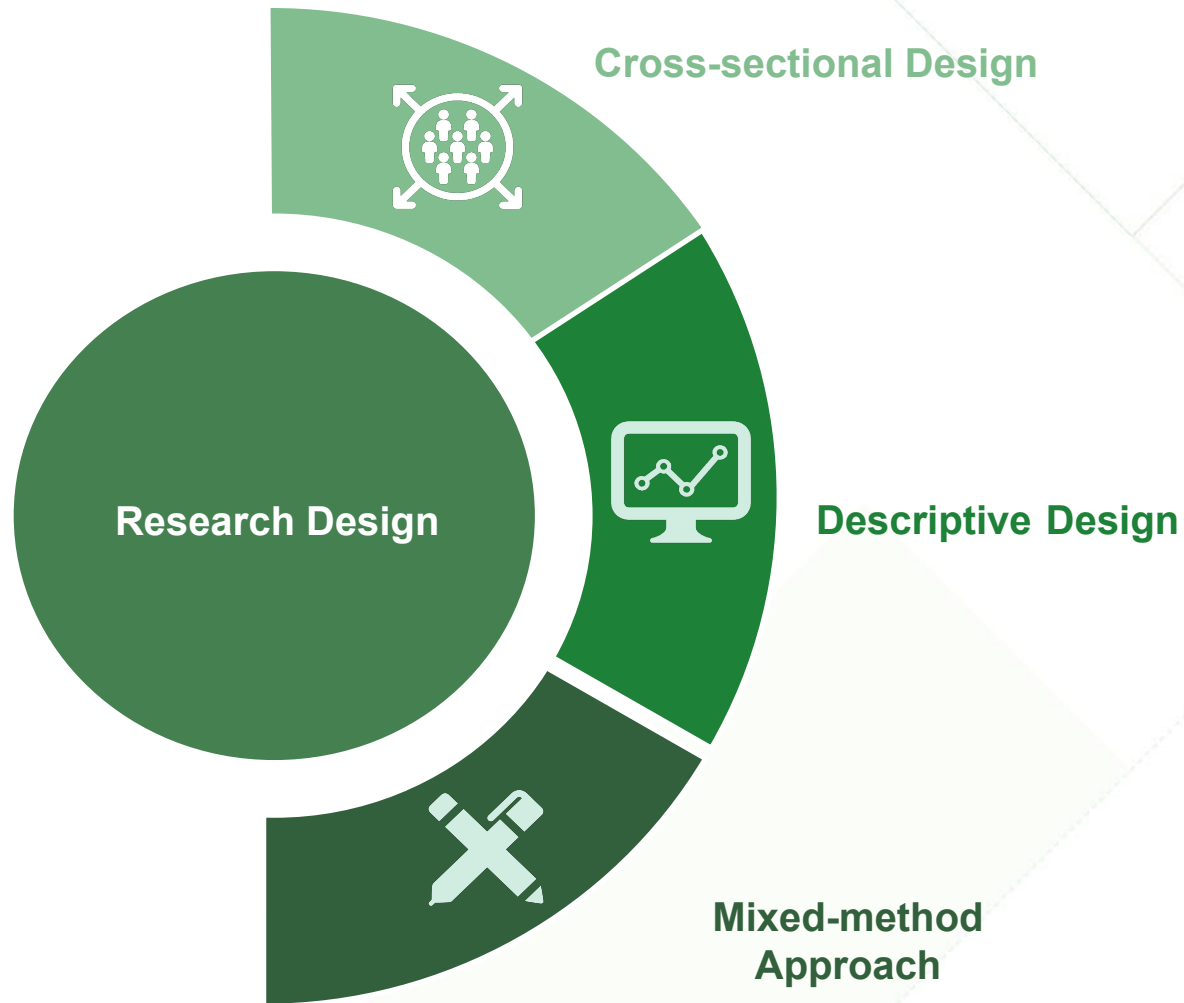 Cross-sectional Design
Research Design
Descriptive Design
Mixed-method
Approach